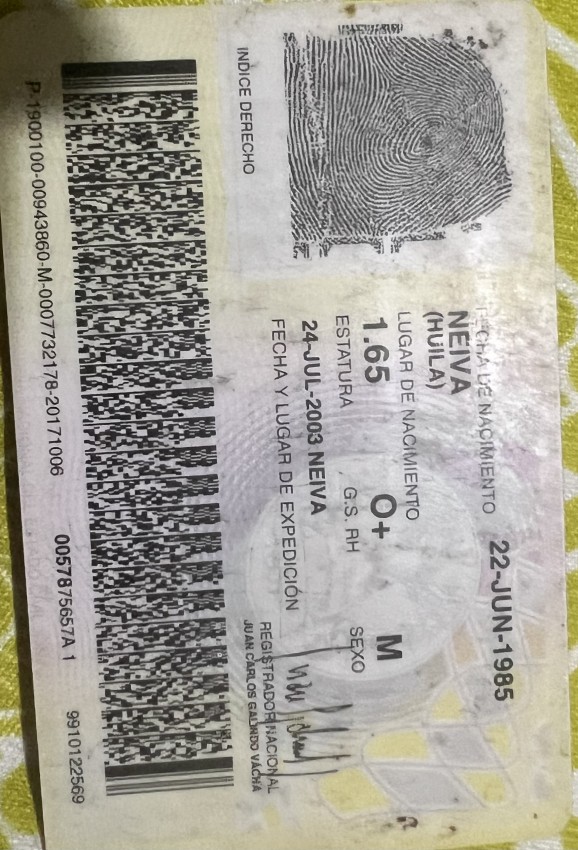 FECHA DE NACIMIENTO 22-JUN-1985
NEIVA
(HUILA)
LUGAR DE NACIMIENTO
1.65 O+ M
ESTATURA G.S. RH SEXO
24-JUL-2003 NEIVA
FECHA Y LUGAR DE EXPEDICIÓN
INDICE DERECHO
REGISTRADOR NACIONAL
JUAN CARLOS GALINDO VACHA
P-1900100-00943860-M-0007732178-20171006 0057875657A 1 9910122569